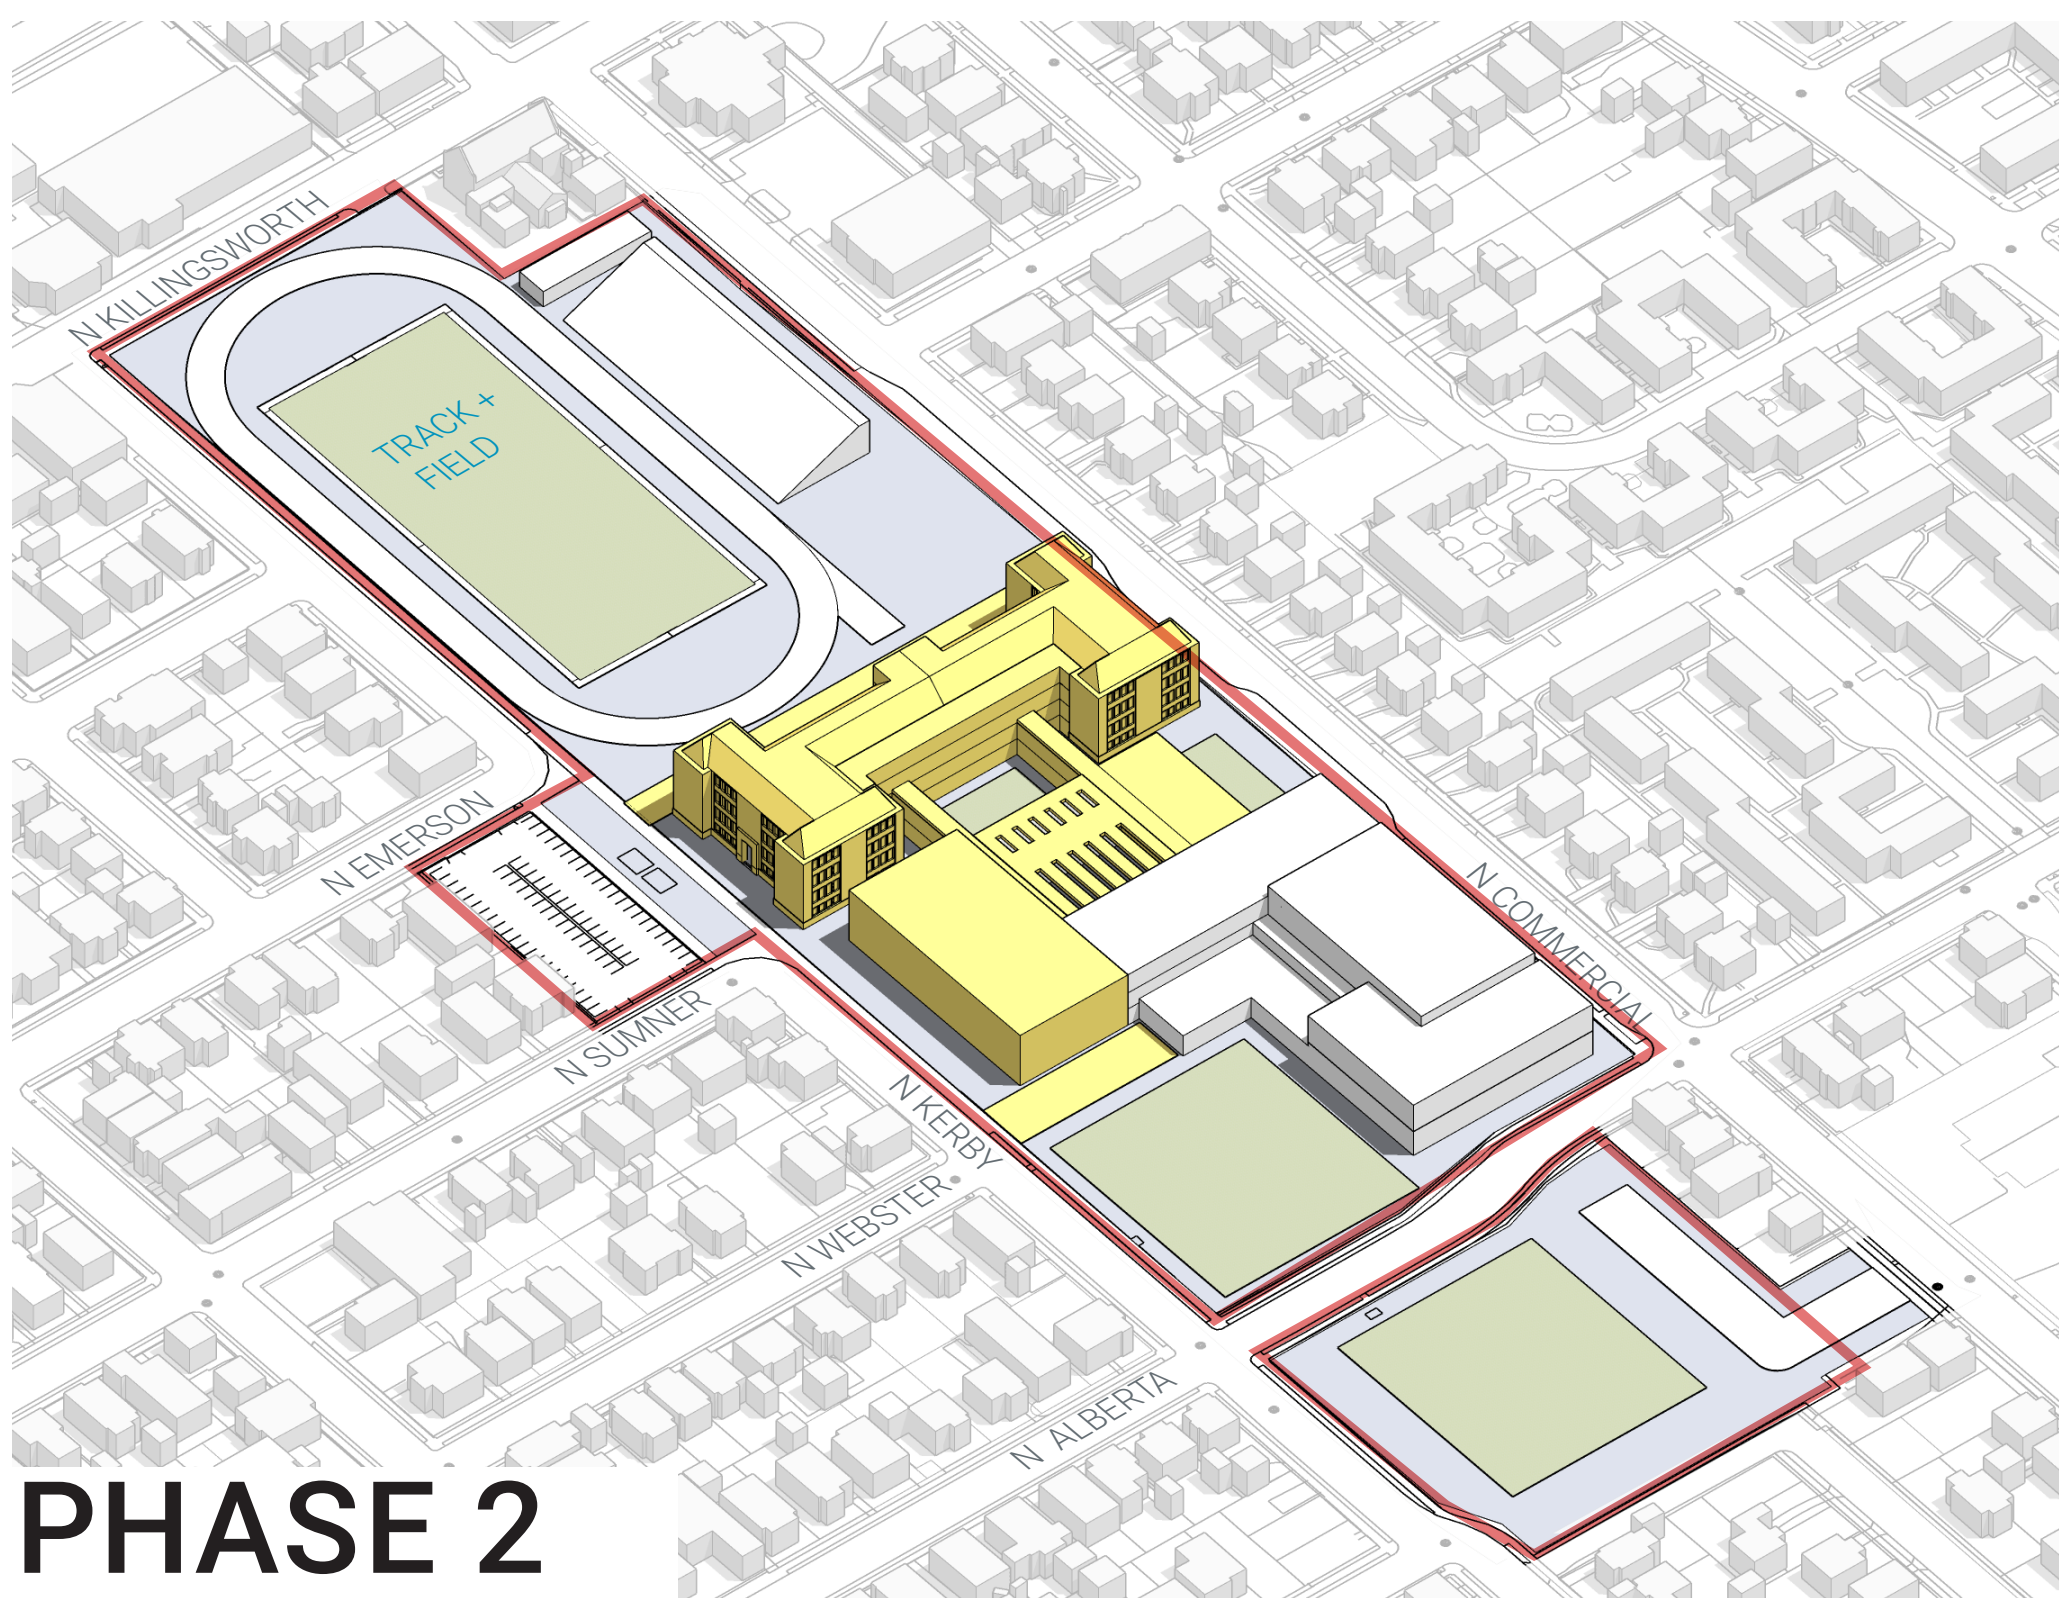 N KILLINGSWORTH
TRACK +
FIELD
N EMERSON
N COMMERCIAL
N SUMNER
N KERBY
N WEBSTER
N ALBERTA
PHASE 2